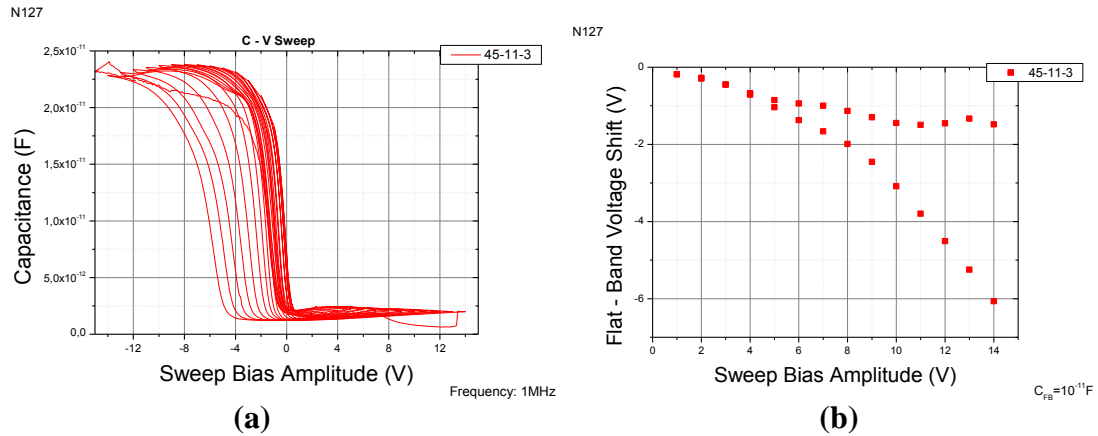 N127
C - V Sweep
45-11-3
2,5x10⁻¹¹
2,0x10⁻¹¹
1,5x10⁻¹¹
1,0x10⁻¹¹
5,0x10⁻¹²
0,0
Capacitance (F)
-12 -8 -4 0 4 8 12
Sweep Bias Amplitude (V)
Frequency: 1MHz
(a)
N127
45-11-3
0
-2
-4
-6
Flat - Band Voltage Shift (V)
0 2 4 6 8 10 12 14
Sweep Bias Amplitude (V)
C_FB=10⁻¹¹F
(b)